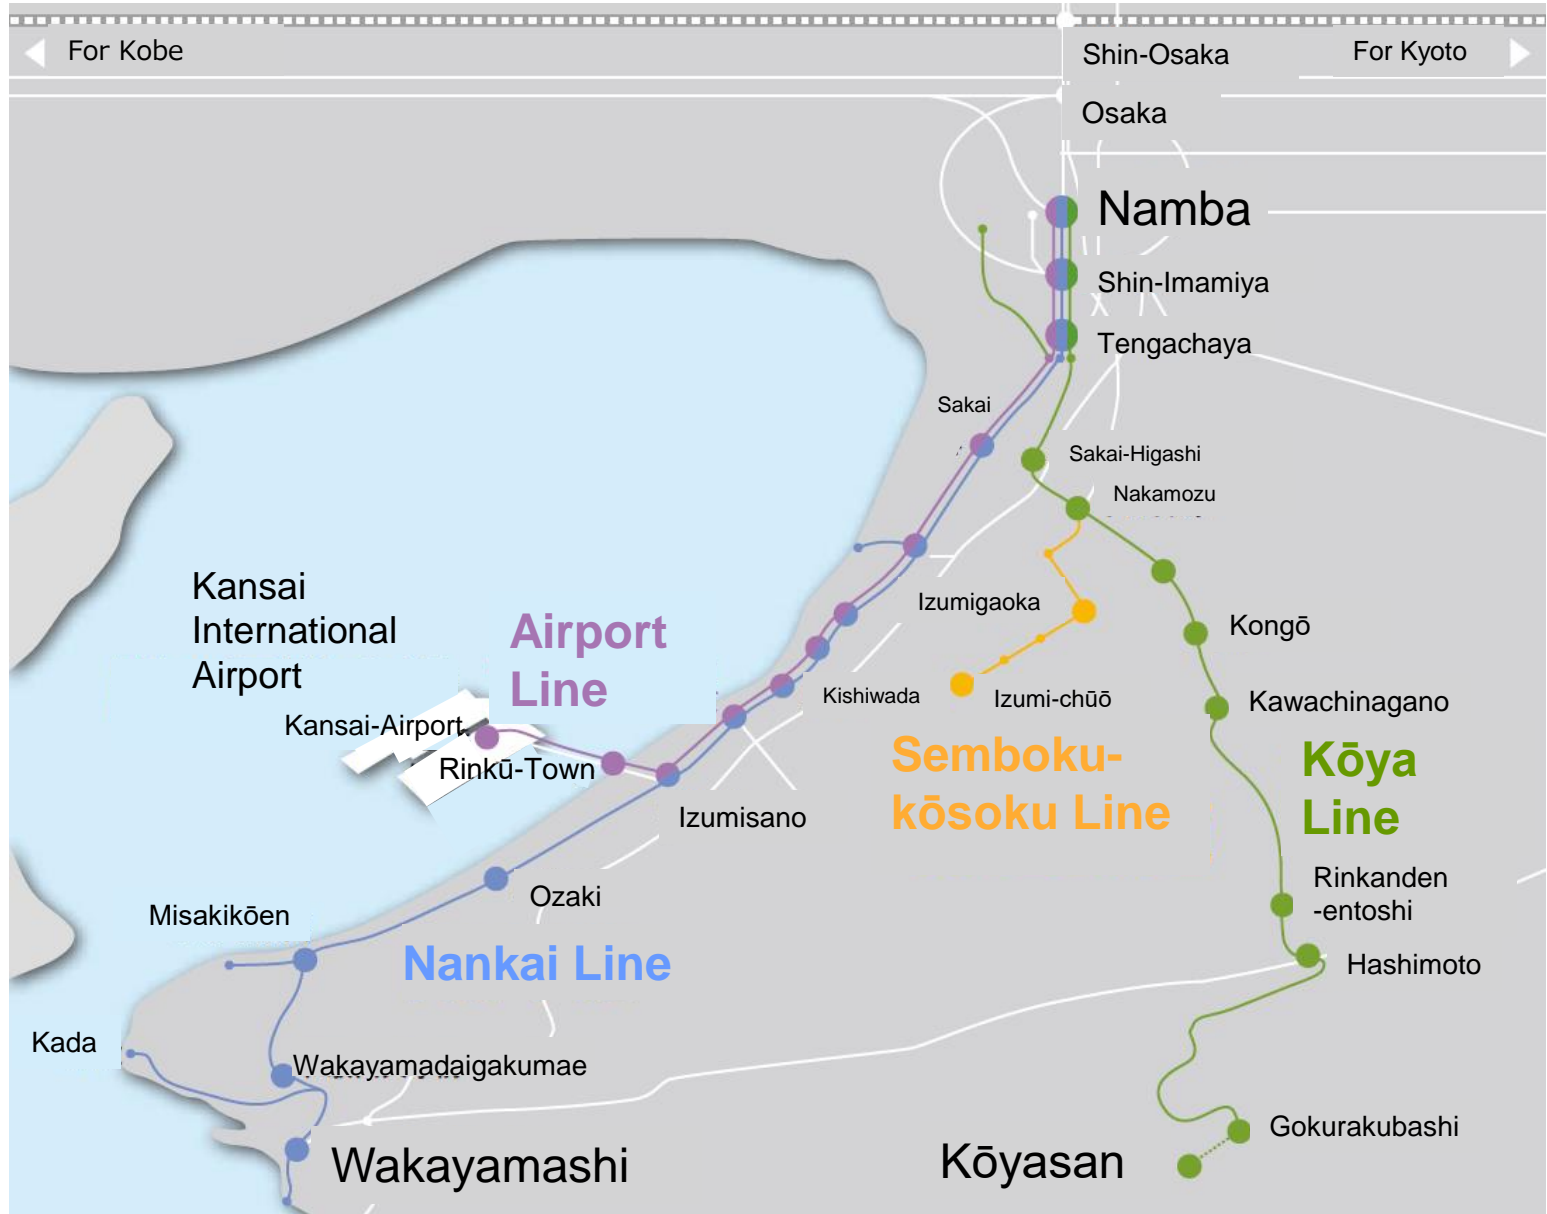 For Kobe
Shin-Osaka
For Kyoto
Osaka
Namba
Shin-Imamiya
Tengachaya
Sakai
Sakai-Higashi
Nakamozu
Kansai
International
Airport
Airport
Line
Izumigaoka
Kongō
Kishiwada
Izumi-chūō
Kawachinagano
Kansai-Airport
Rinkū-Town
Semboku-
kōsoku Line
Kōya
Line
Izumisano
Ozaki
Rinkanden
-entoshi
Misakikōen
Nankai Line
Hashimoto
Kada
Wakayamadaigakumae
Gokurakubashi
Wakayamashi
Kōyasan